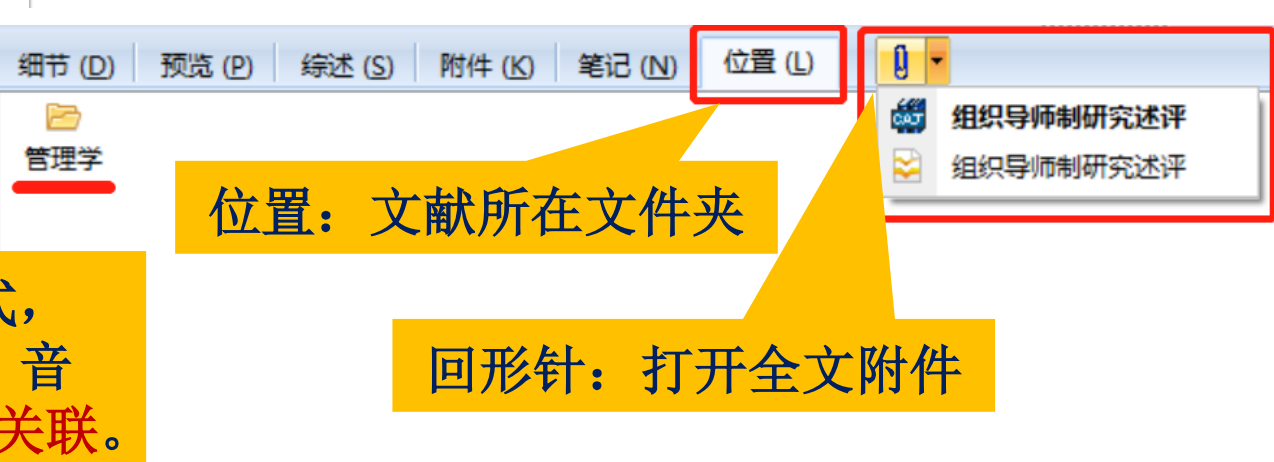 细节 (D) 预览 (P) 综述 (S) 附件 (K) 笔记 (N) 位置 (L)
管理学
CAJ 组织导师制研究述评
组织导师制研究述评
位置：文献所在文件夹
回形针：打开全文附件
式，
音
关联。